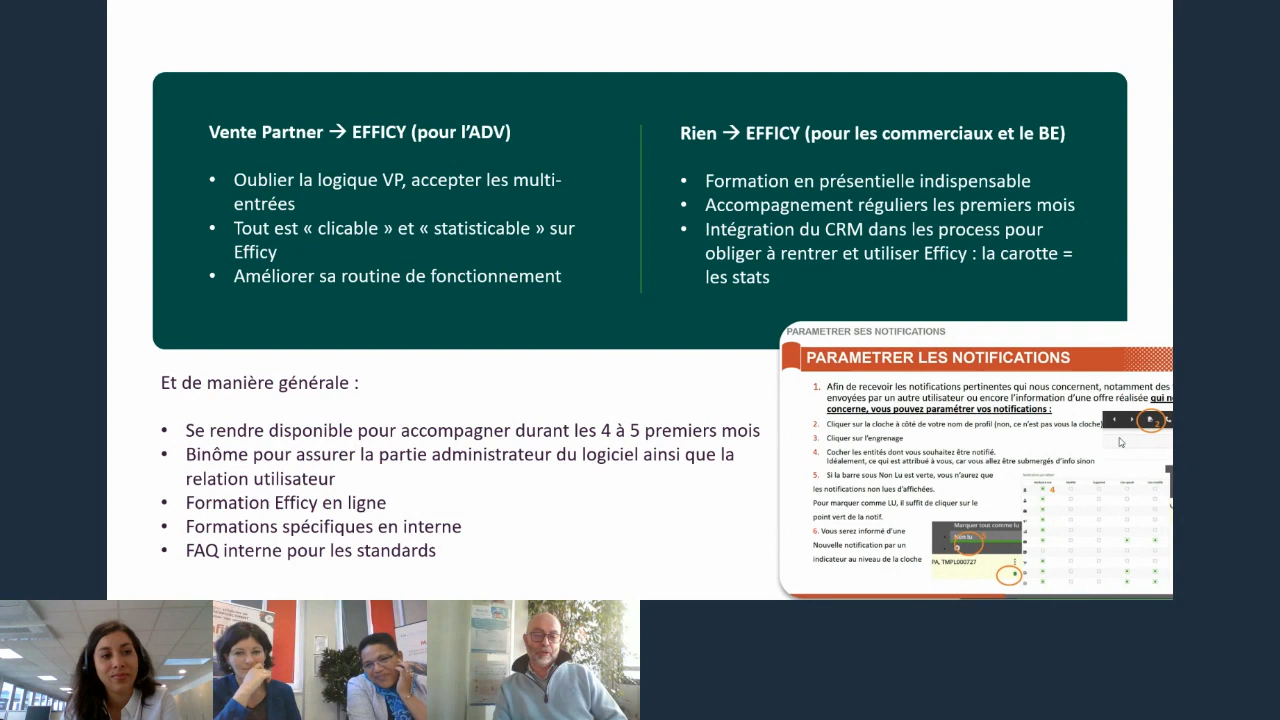 Vente Partner → EFFICY (pour l'ADV)
• Oublier la logique VP, accepter les multi-
entrées
• Tout est « clicable » et « statisticable » sur
Efficy
• Améliorer sa routine de fonctionnement
Rien → EFFICY (pour les commerciaux et le BE)
• Formation en présentielle indispensable
• Accompagnement réguliers les premiers mois
• Intégration du CRM dans les process pour
obliger à rentrer et utiliser Efficy : la carotte =
les stats
Et de manière générale :
• Se rendre disponible pour accompagner durant les 4 à 5 premiers mois
• Binôme pour assurer la partie administrateur du logiciel ainsi que la
relation utilisateur
• Formation Efficy en ligne
• Formations spécifiques en interne
• FAQ interne pour les standards
PARAMETRER SES NOTIFICATIONS
PARAMETRER LES NOTIFICATIONS
1. Afin de recevoir les notifications pertinentes qui nous concernent, notamment des
envoyées par un autre utilisateur ou encore l'information d'une offre réalisée qui
concerne, vous pouvez paramétrer vos notifications :
2. Cliquer sur la cloche à côté de votre nom de profil (non, ce n'est pas vous la cloche)
2
3. Cliquer sur l'engrenage
4. Cocher les entités dont vous souhaitez être notifié.
Idéalement, ce qui est attribué à vous, car vous allez être submergés d'info sinon
5. Si la barre sous Non Lu est verte, vous n'aurez que
les notifications non lues d'affichées.
Pour marquer comme LU, il suffit de cliquer sur le
point vert de la notif.
4
6. Vous serez informé d'une
Nouvelle notification par un
indicateur au niveau de la cloche
Marquer tout comme lu
Non lu
PA, TMPL000727